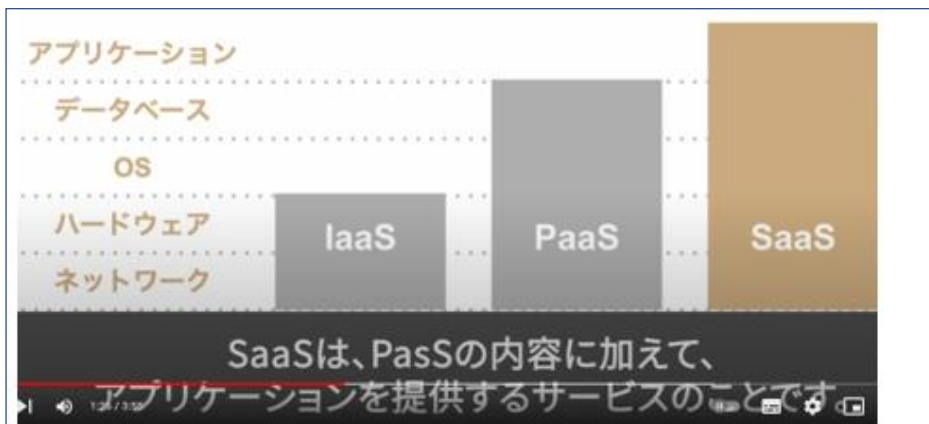 アプリケーション
データベース
OS
ハードウェア
ネットワーク
IaaS
PaaS
SaaS
SaaSは、PasSの内容に加えて、
アプリケーションを提供するサービスのことです